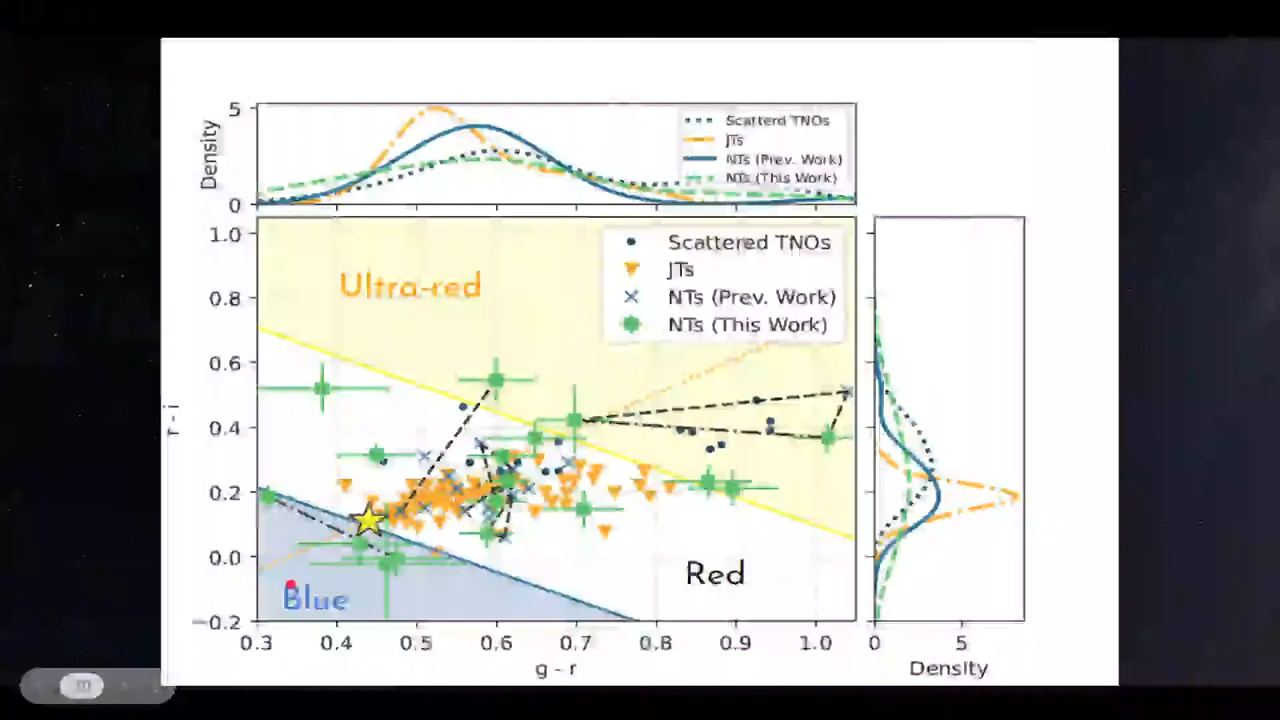 5
Density
0
Scatterd TNOs
JTs
NTs (Prev. Work)
NTs (This Work)
1.0
0.8
0.6
0.4
0.2
0.0
−0.2
r - i
Ultra-red
Scattered TNOs
JTs
NTs (Prev. Work)
NTs (This Work)
Red
Blue
0.3 0.4 0.5 0.6 0.7 0.8 0.9 1.0
g - r
0 5
Density